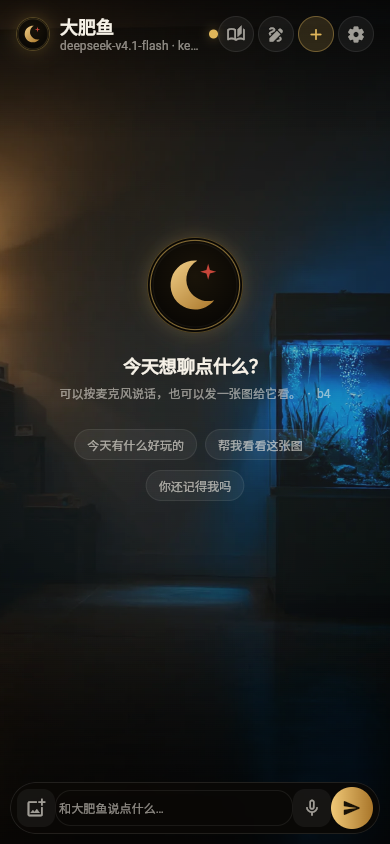 大肥鱼
deepseek-v4.1-flash · ke...
今天想聊点什么？
可以按麦克风说话，也可以发一张图给它看。 · b4
今天有什么好玩的
帮我看看这张图
你还记得我吗
和大肥鱼说点什么...